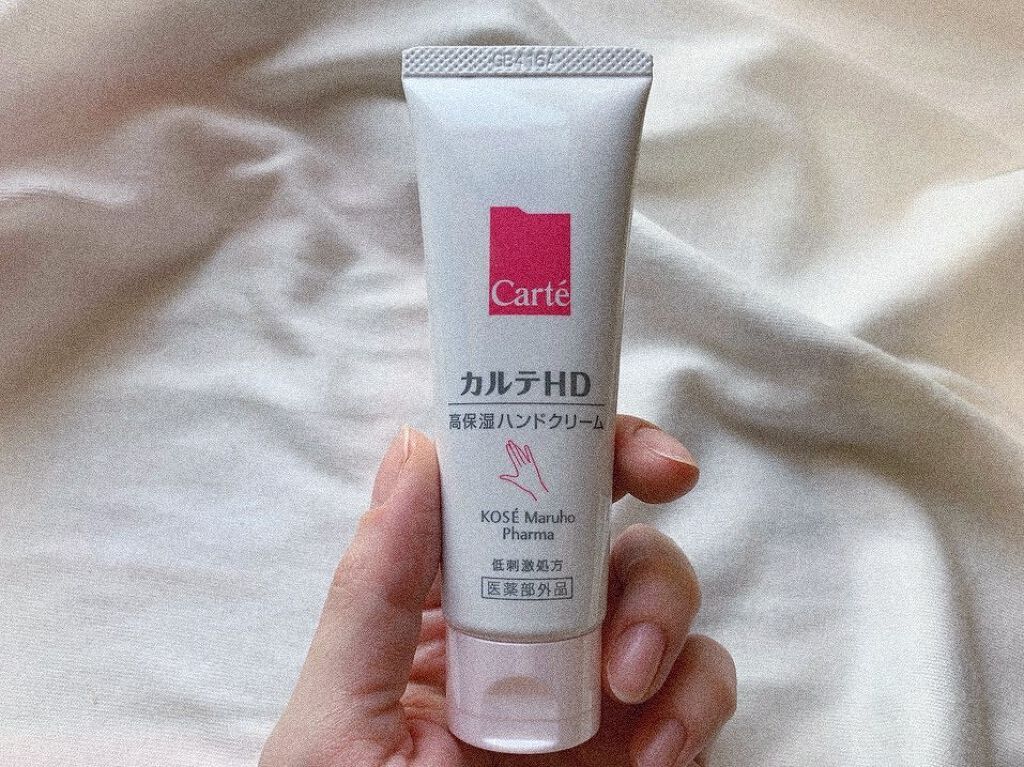 GB416A
Carté
カルテHD
高保湿ハンドクリーム
KOSÉ Maruho
Pharma
低刺激処方
医薬部外品